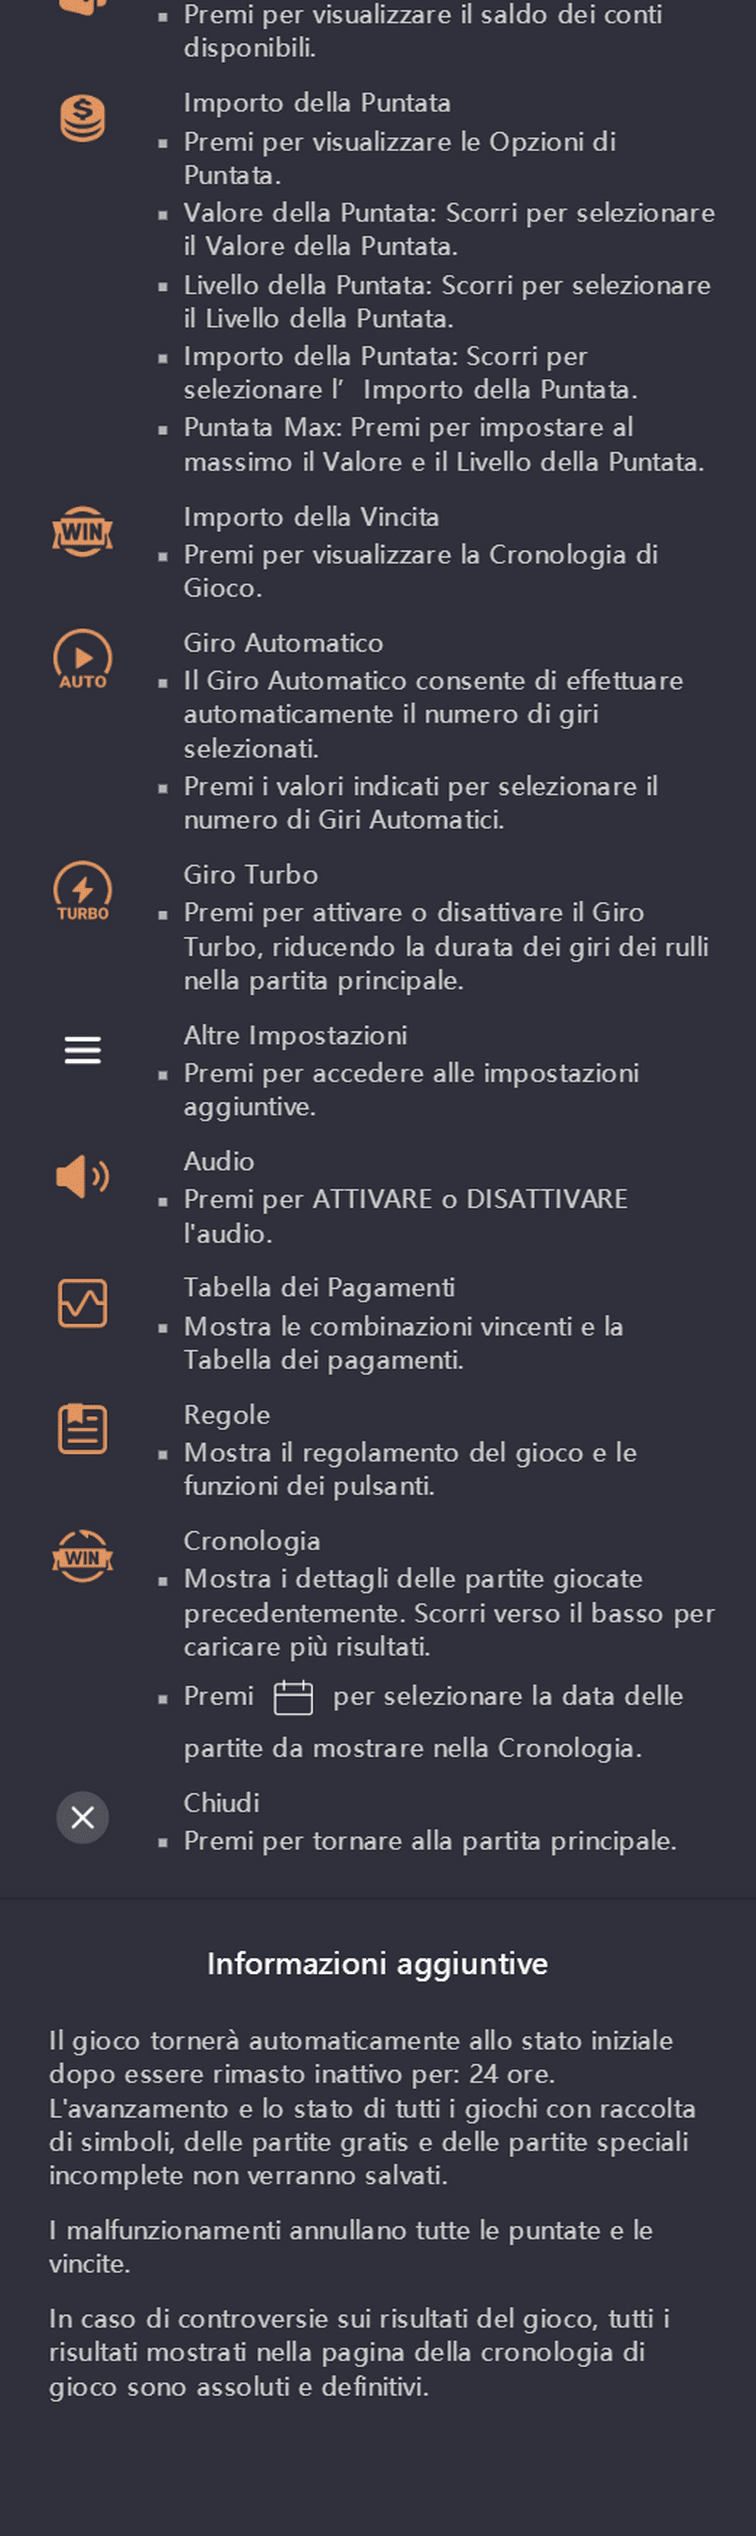 Premi per visualizzare il saldo dei conti
disponibili.
Importo della Puntata
Premi per visualizzare le Opzioni di
Puntata.
Valore della Puntata: Scorri per selezionare
il Valore della Puntata.
Livello della Puntata: Scorri per selezionare
il Livello della Puntata.
Importo della Puntata: Scorri per
selezionare l’ Importo della Puntata.
Puntata Max: Premi per impostare al
massimo il Valore e il Livello della Puntata.
WIN
Importo della Vincita
Premi per visualizzare la Cronologia di
Gioco.
AUTO
Giro Automatico
Il Giro Automatico consente di effettuare
automaticamente il numero di giri
selezionati.
Premi i valori indicati per selezionare il
numero di Giri Automatici.
TURBO
Giro Turbo
Premi per attivare o disattivare il Giro
Turbo, riducendo la durata dei giri dei rulli
nella partita principale.
Altre Impostazioni
Premi per accedere alle impostazioni
aggiuntive.
Audio
Premi per ATTIVARE o DISATTIVARE
l'audio.
Tabella dei Pagamenti
Mostra le combinazioni vincenti e la
Tabella dei pagamenti.
Regole
Mostra il regolamento del gioco e le
funzioni dei pulsanti.
WIN
Cronologia
Mostra i dettagli delle partite giocate
precedentemente. Scorri verso il basso per
caricare più risultati.
Premi per selezionare la data delle
partite da mostrare nella Cronologia.
Chiudi
Premi per tornare alla partita principale.
Informazioni aggiuntive
Il gioco tornerà automaticamente allo stato iniziale
dopo essere rimasto inattivo per: 24 ore.
L'avanzamento e lo stato di tutti i giochi con raccolta
di simboli, delle partite gratis e delle partite speciali
incomplete non verranno salvati.
I malfunzionamenti annullano tutte le puntate e le
vincite.
In caso di controversie sui risultati del gioco, tutti i
risultati mostrati nella pagina della cronologia di
gioco sono assoluti e definitivi.